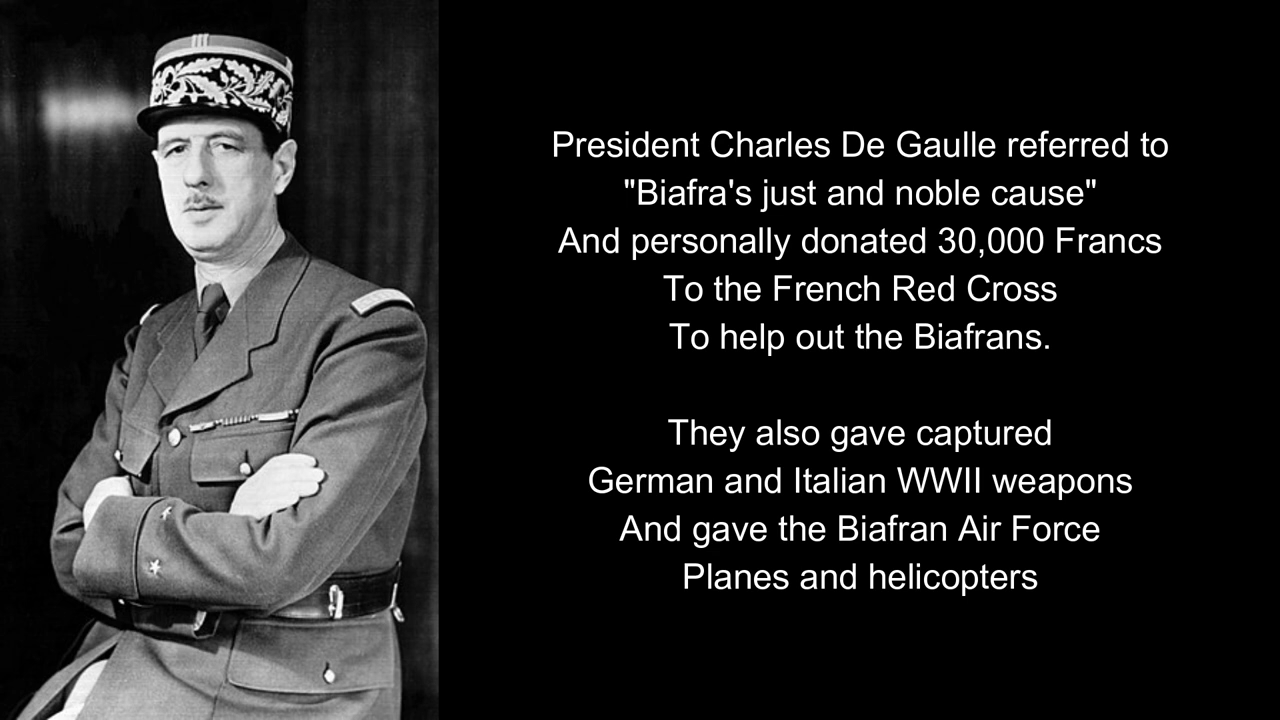 President Charles De Gaulle referred to
"Biafra's just and noble cause"
And personally donated 30,000 Francs
To the French Red Cross
To help out the Biafrans.
They also gave captured
German and Italian WWII weapons
And gave the Biafran Air Force
Planes and helicopters